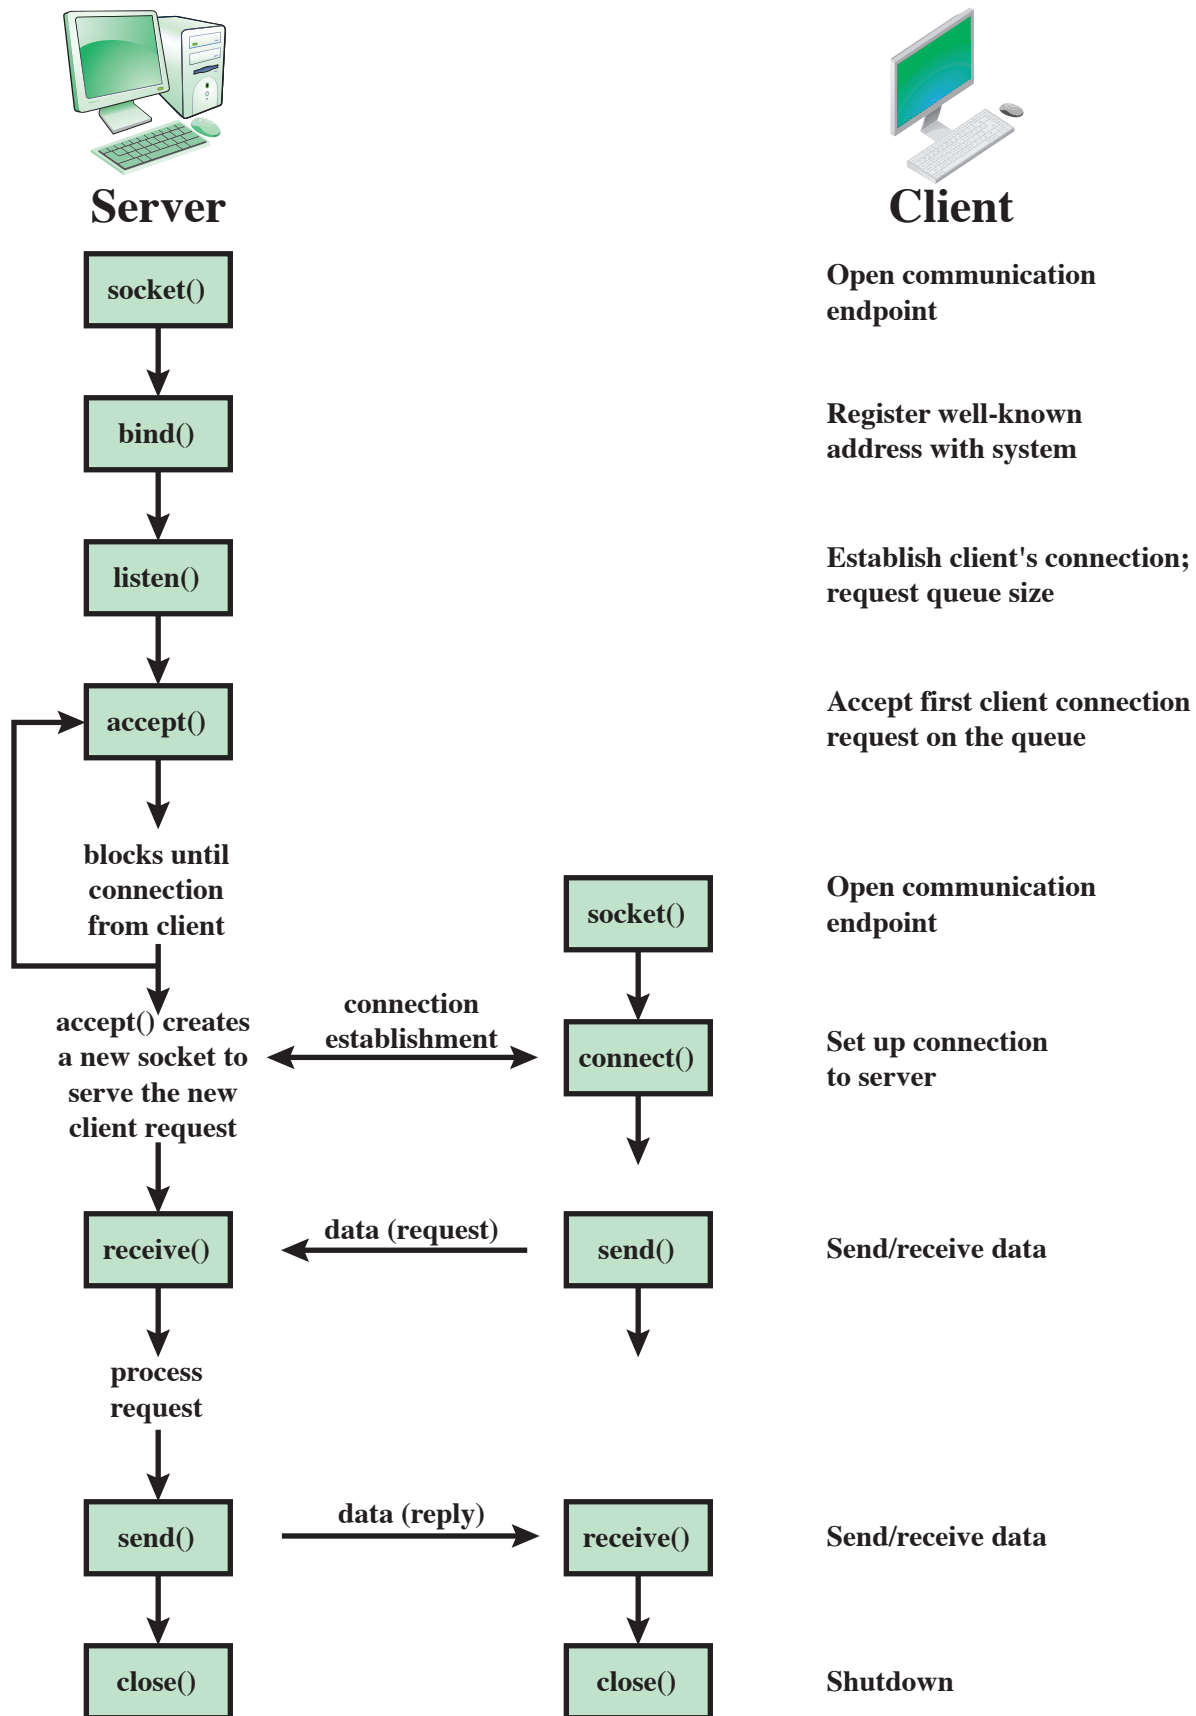 Server
Client
socket()
Open communication
endpoint
bind()
Register well-known
address with system
listen()
Establish client's connection;
request queue size
accept()
Accept first client connection
request on the queue
blocks until
connection
from client
socket()
Open communication
endpoint
accept() creates
a new socket to
serve the new
client request
connection
establishment
connect()
Set up connection
to server
receive()
data (request)
send()
Send/receive data
process
request
send()
data (reply)
receive()
Send/receive data
close()
close()
Shutdown